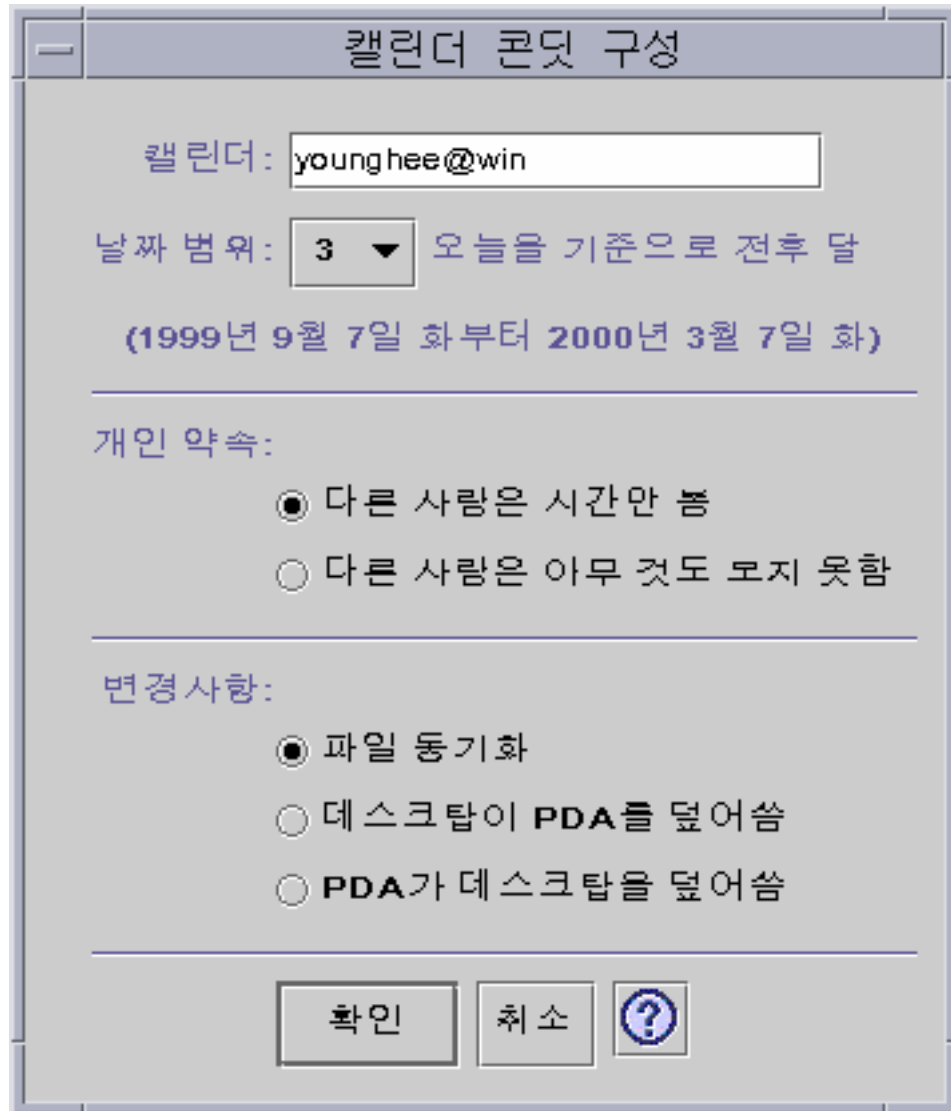 캘린더 콘딧 구성
캘린더: younghee@win
날짜 범위: 3 오늘을 기준으로 전후 달
(1999년 9월 7일 화부터 2000년 3월 7일 화)
개인 약속:
다른 사람은 시간만 봄
다른 사람은 아무 것도 보지 못함
변경사항:
파일 동기화
데스크탑이 PDA를 덮어씀
PDA가 데스크탑을 덮어씀
확인 취소 ?